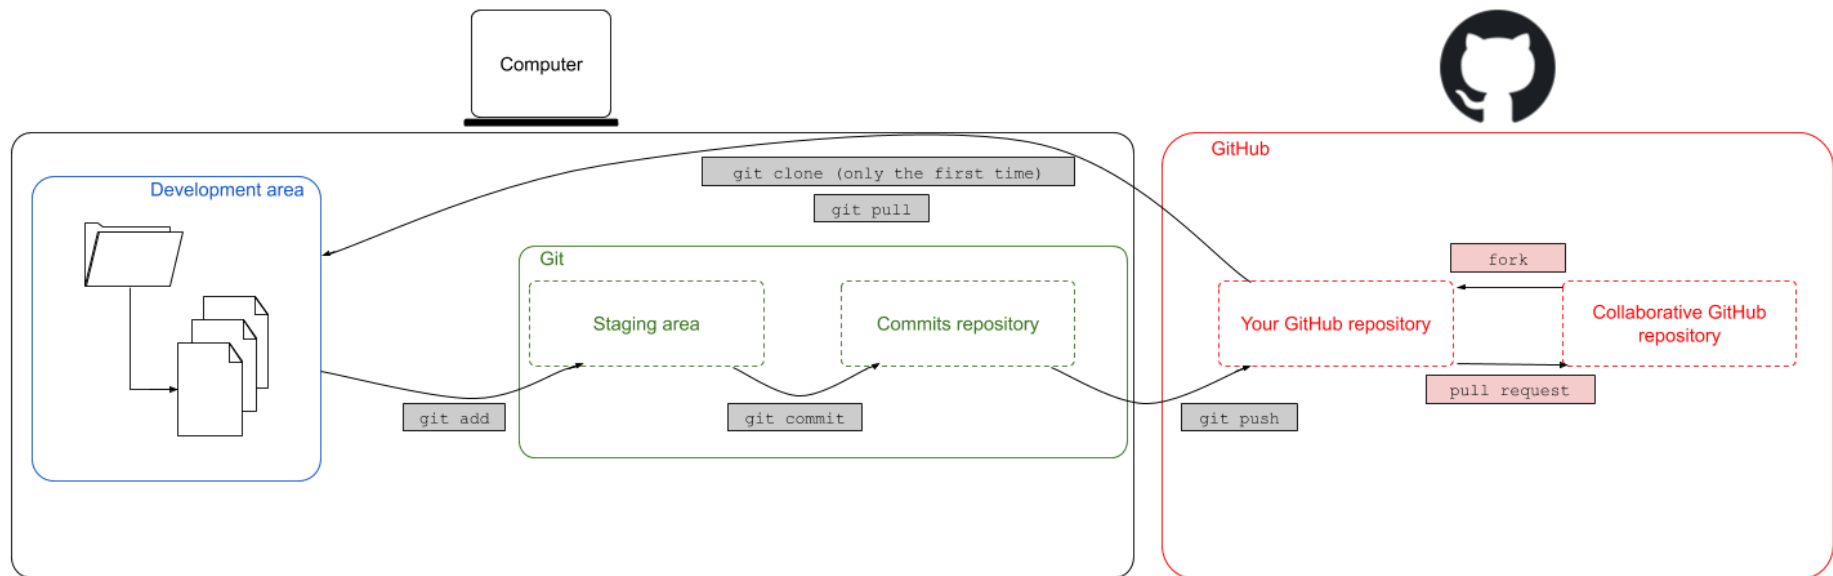 Computer
GitHub
Development area
git clone (only the first time)
git pull
Git
fork
Staging area
Commits repository
Your GitHub repository
Collaborative GitHub
repository
pull request
git add
git commit
git push